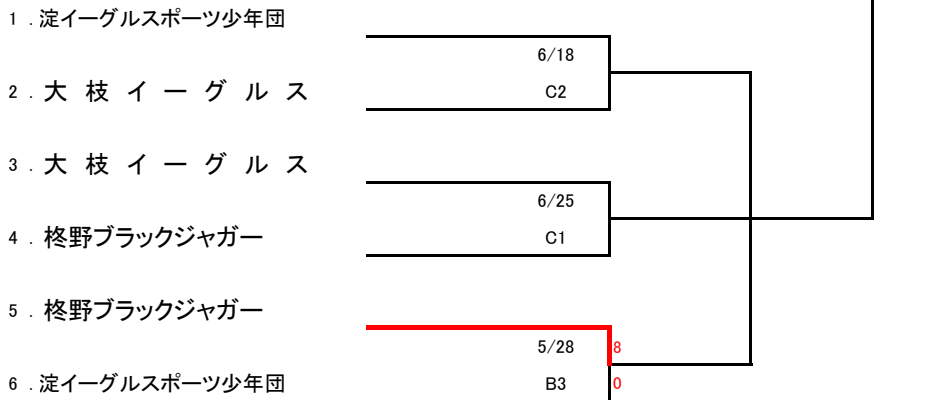 1 . 淀イーグルスポーツ少年団
6/18
2 . 大 枝 イ ー グ ル ス
C2
3 . 大 枝 イ ー グ ル ス
6/25
4 . 柊野ブラックジャガー
C1
5 . 柊野ブラックジャガー
5/28
8
6 . 淀イーグルスポーツ少年団
B3
0